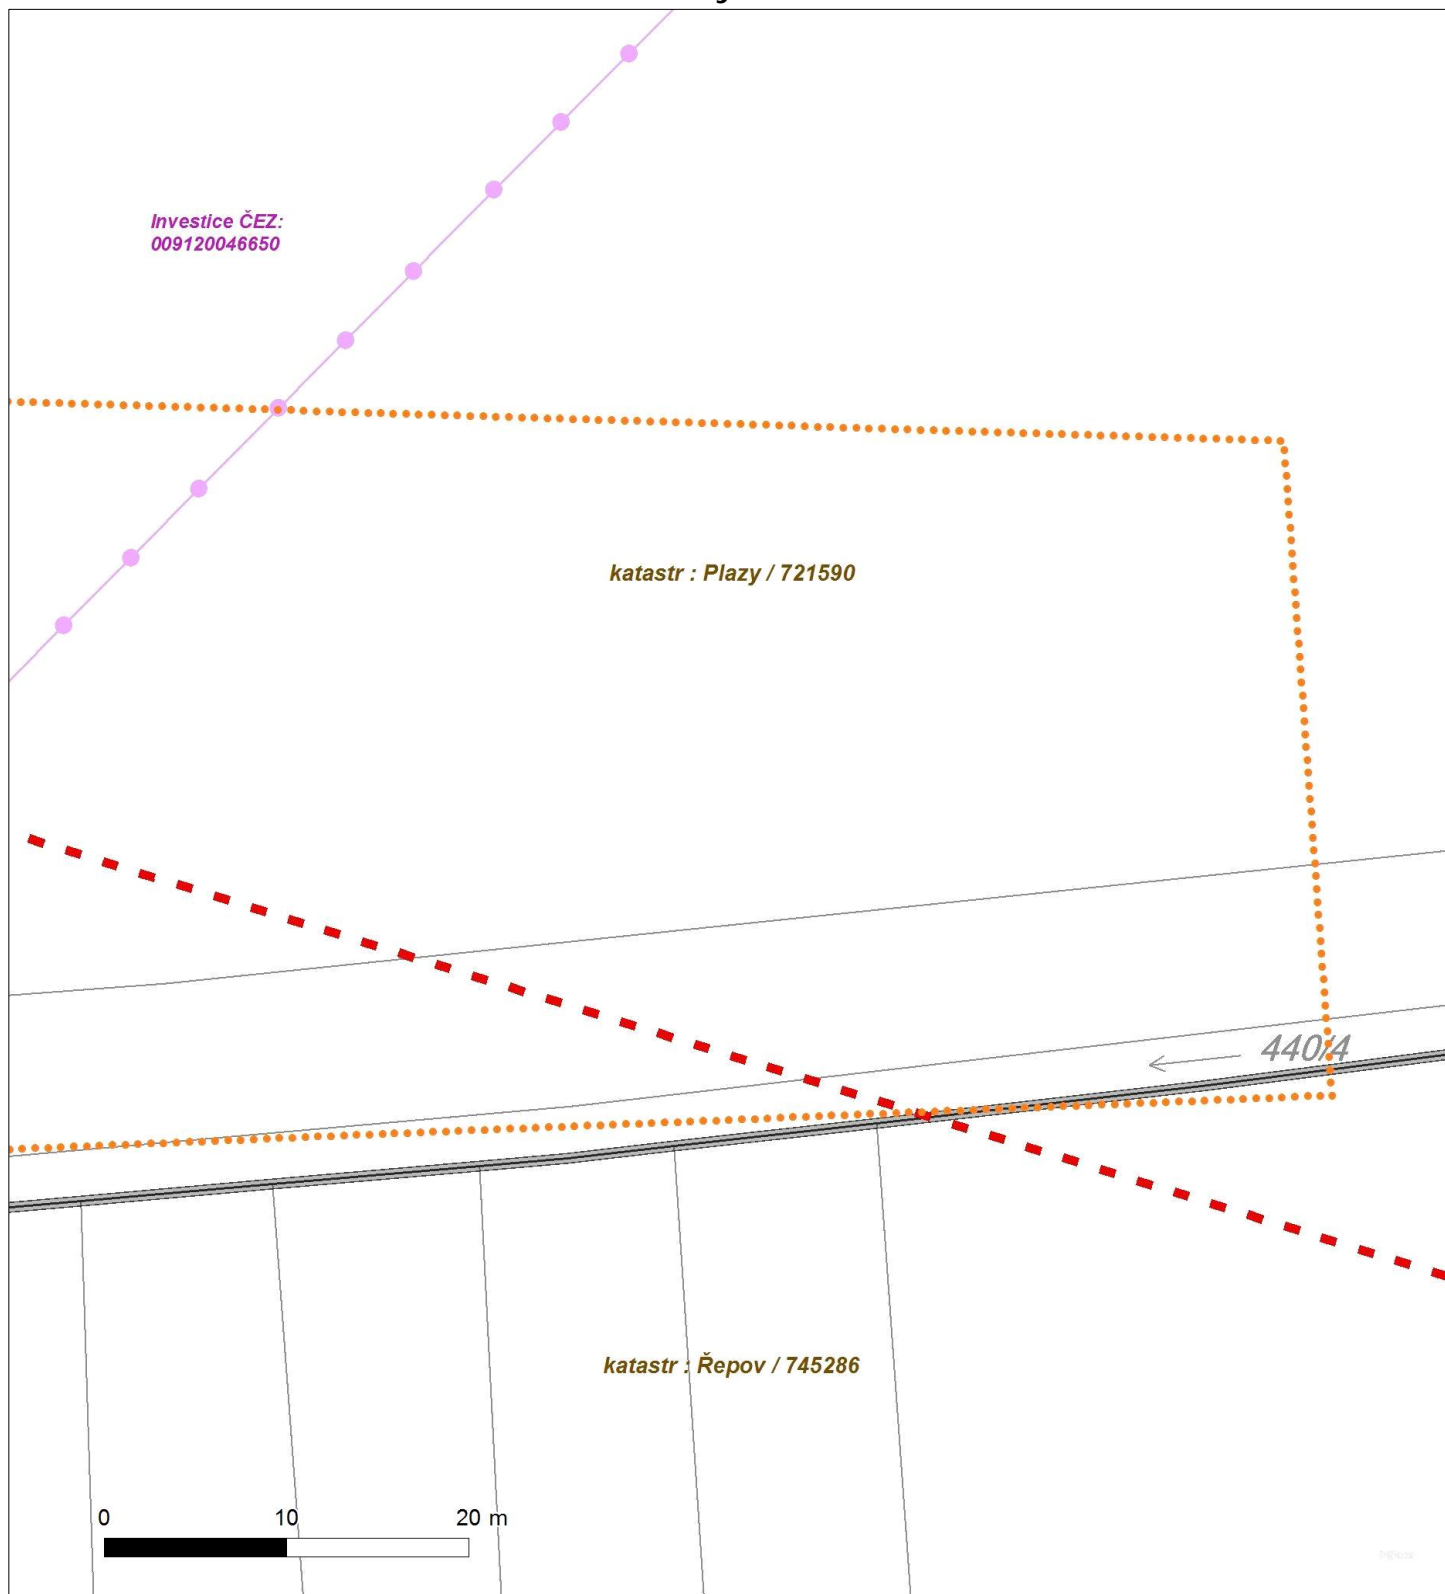 Investice ČEZ:
009120046650
katastr : Plazy / 721590
440/4
katastr : Řepov / 745286
0 10 20 m